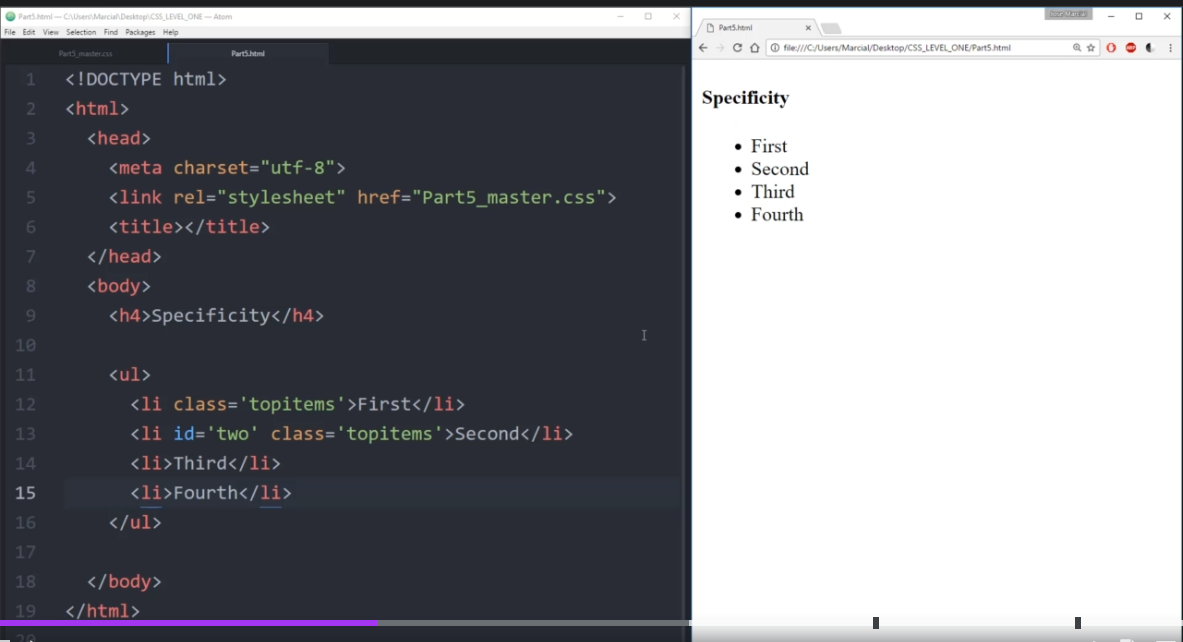 Part5.html — C:\Users\Marcial\Desktop\CSS_LEVEL_ONE — Atom
File Edit View Selection Find Packages Help
Part5_master.css Part5.html
1 <!DOCTYPE html>
2 <html>
3 <head>
4 <meta charset="utf-8">
5 <link rel="stylesheet" href="Part5_master.css">
6 <title></title>
7 </head>
8 <body>
9 <h4>Specificity</h4>
10
11 <ul>
12 <li class='topitems'>First</li>
13 <li id='two' class='topitems'>Second</li>
14 <li>Third</li>
15 <li>Fourth</li>
16 </ul>
17
18 </body>
19 </html>
20
Part5.html
file:///C:/Users/Marcial/Desktop/CSS_LEVEL_ONE/Part5.html
ABP
Specificity
First
Second
Third
Fourth